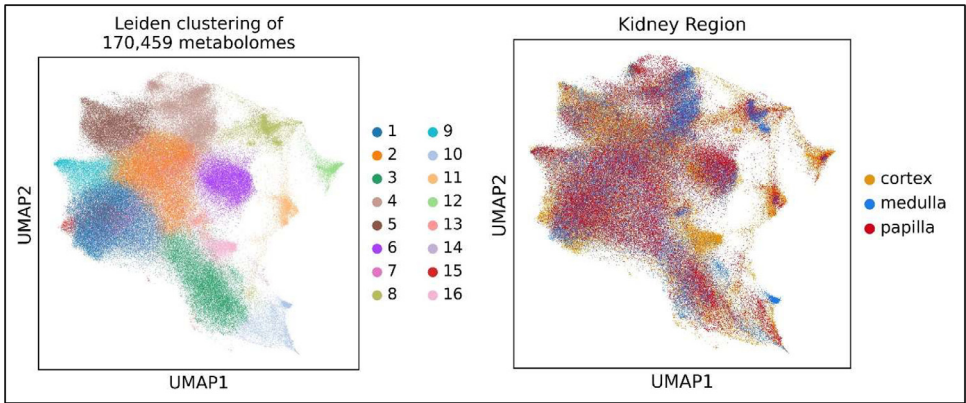 Leiden clustering of
170,459 metabolomes
UMAP2
UMAP1
1
2
3
4
5
6
7
8
9
10
11
12
13
14
15
16
Kidney Region
UMAP2
UMAP1
cortex
medulla
papilla